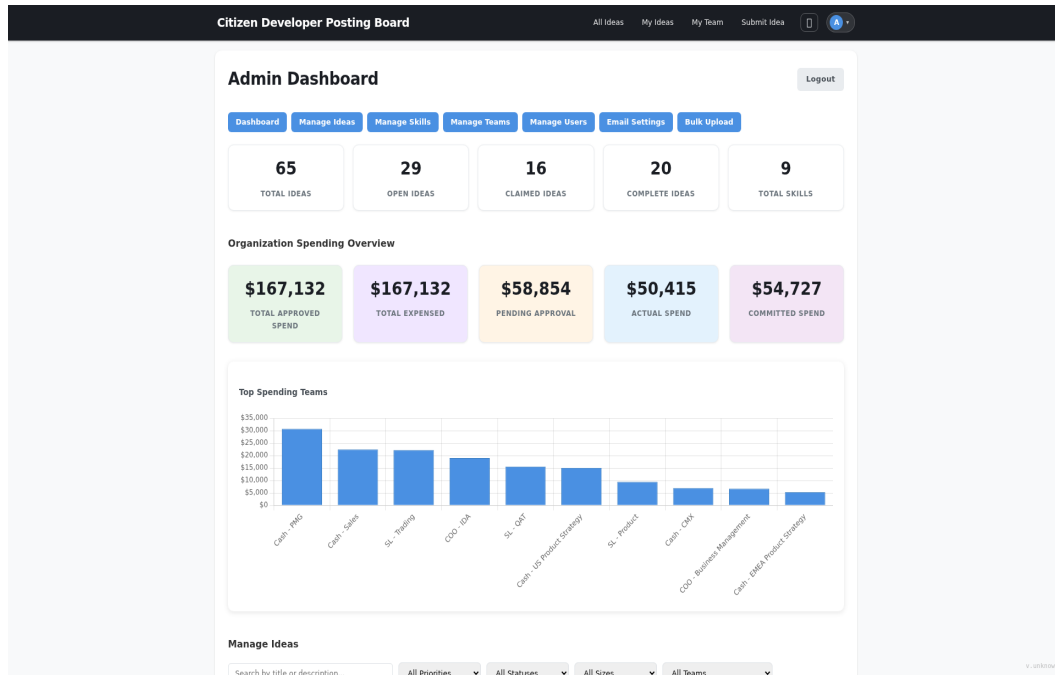 Citizen Developer Posting Board
All Ideas My Ideas My Team Submit Idea A
Admin Dashboard
Logout
Dashboard Manage Ideas Manage Skills Manage Teams Manage Users Email Settings Bulk Upload
65 29 16 20 9
TOTAL IDEAS OPEN IDEAS CLAIMED IDEAS COMPLETE IDEAS TOTAL SKILLS
Organization Spending Overview
$167,132 $167,132 $58,854 $50,415 $54,727
TOTAL APPROVED SPEND TOTAL EXPENSED PENDING APPROVAL ACTUAL SPEND COMMITTED SPEND
Top Spending Teams
$35,000
$30,000
$25,000
$20,000
$15,000
$10,000
$5,000
$0
Cash - PMG
Cash - Sales
SL - Trading
COO - IDA
SL - QAT
Cash - US Product Strategy
SL - Product
Cash - CMX
COO - Business Management
Cash - EMEA Product Strategy
Manage Ideas
Search by title or description All Priorities All Statuses All Sizes All Teams